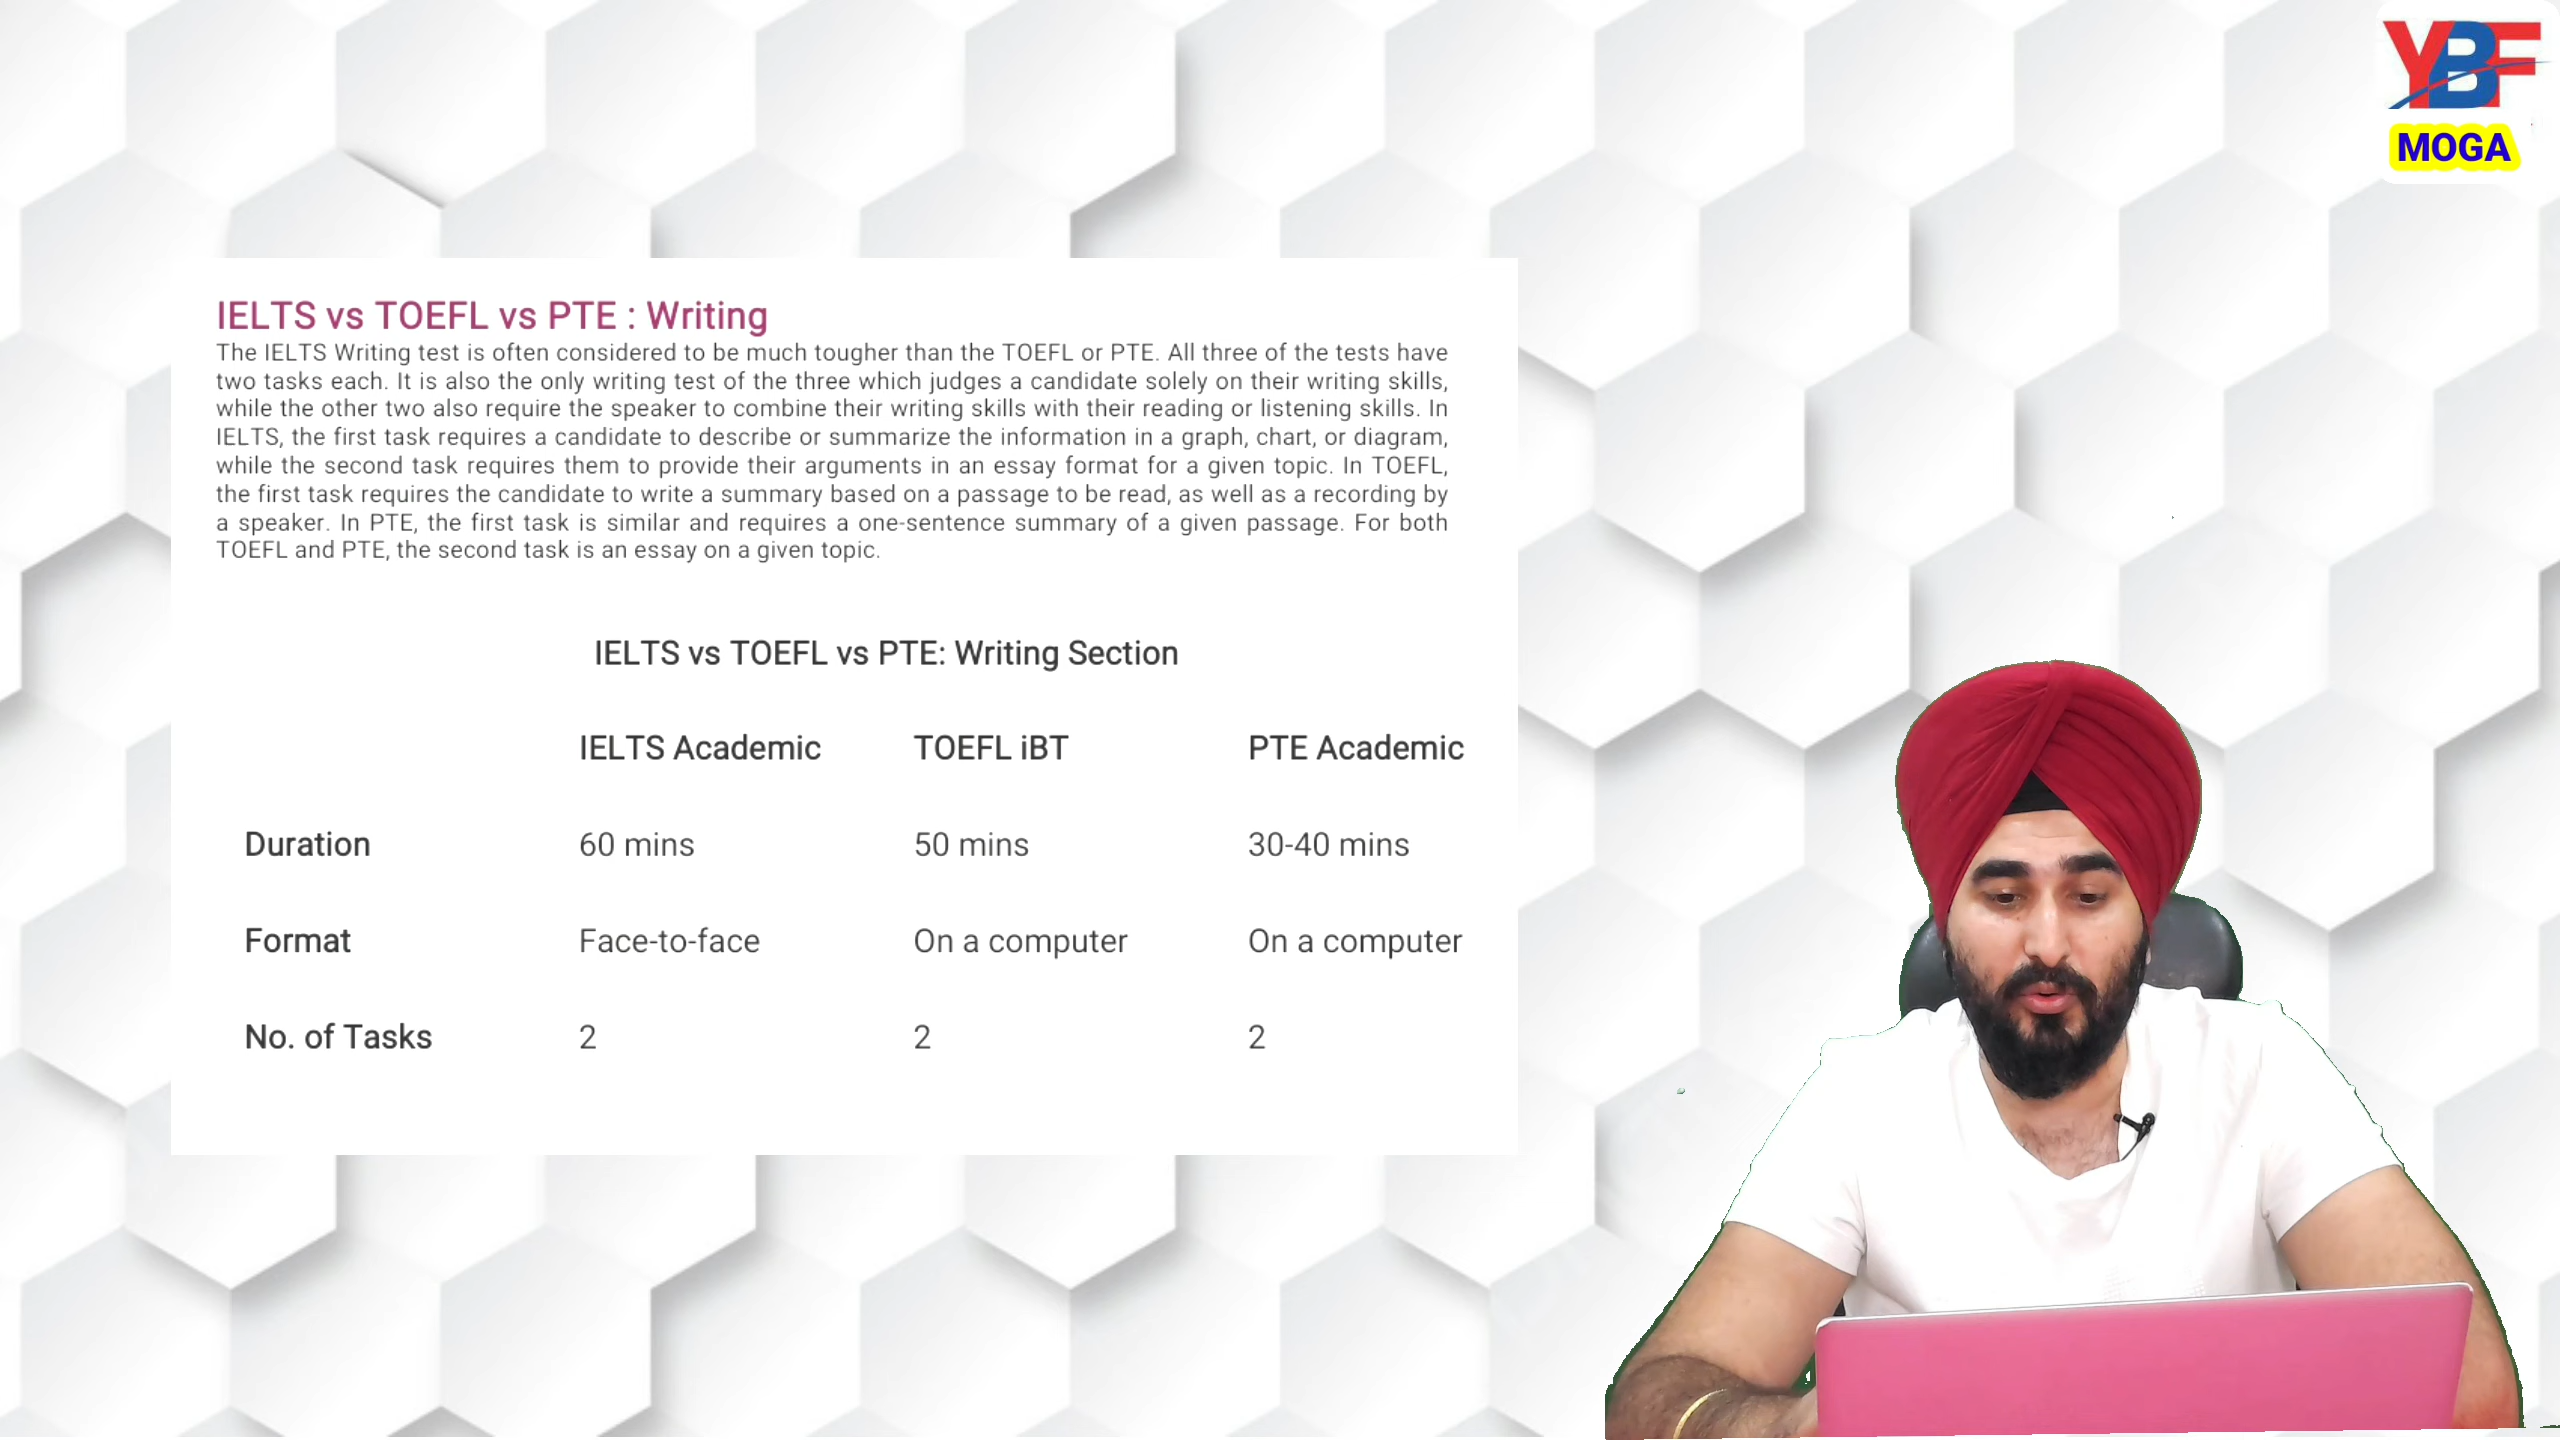 YBF
MOGA
IELTS vs TOEFL vs PTE : Writing
The IELTS Writing test is often considered to be much tougher than the TOEFL or PTE. All three of the tests have
two tasks each. It is also the only writing test of the three which judges a candidate solely on their writing skills,
while the other two also require the speaker to combine their writing skills with their reading or listening skills. In
IELTS, the first task requires a candidate to describe or summarize the information in a graph, chart, or diagram,
while the second task requires them to provide their arguments in an essay format for a given topic. In TOEFL,
the first task requires the candidate to write a summary based on a passage to be read, as well as a recording by
a speaker. In PTE, the first task is similar and requires a one-sentence summary of a given passage. For both
TOEFL and PTE, the second task is an essay on a given topic.
IELTS vs TOEFL vs PTE: Writing Section
IELTS Academic TOEFL iBT PTE Academic
Duration 60 mins 50 mins 30-40 mins
Format Face-to-face On a computer On a computer
No. of Tasks 2 2 2